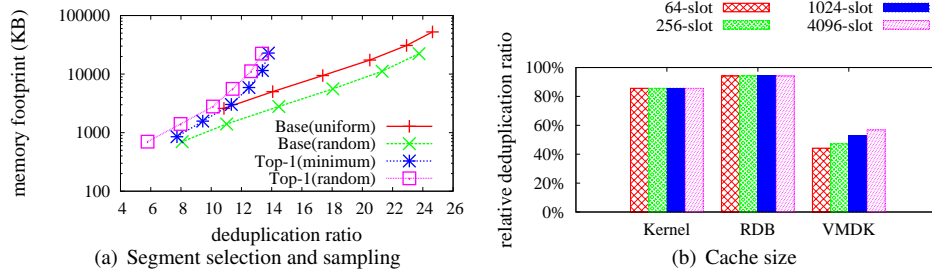 memory footprint (KB)
100000
10000
1000
100
Base(uniform)
Base(random)
Top-1(minimum)
Top-1(random)
4 6 8 10 12 14 16 18 20 22 24 26
deduplication ratio
(a) Segment selection and sampling
64-slot
256-slot
1024-slot
4096-slot
relative deduplication ratio
100%
80%
60%
40%
20%
0%
Kernel RDB VMDK
(b) Cache size